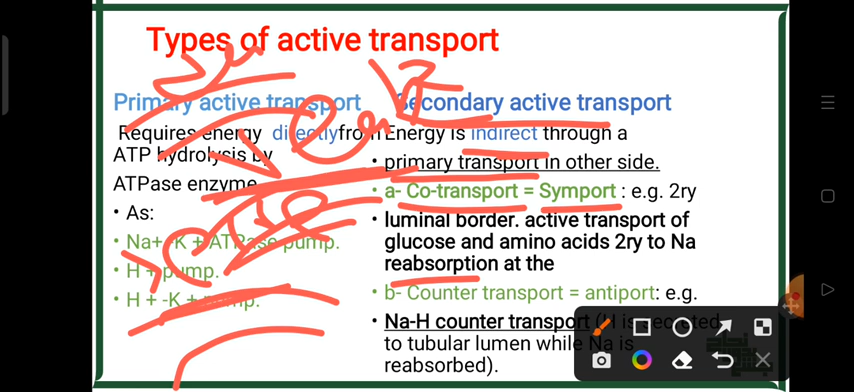 Types of active transport
Primary active transport
Requires energy directly from
ATP hydrolysis by
ATPase enzyme
• As:
• Na+ -K + ATPase pump.
• H + pump.
• H + -K + pump.
Secondary active transport
Energy is indirect through a
• primary transport in other side.
• a- Co-transport = Symport : e.g. 2ry
• luminal border. active transport of
glucose and amino acids 2ry to Na
reabsorption at the
• b- Counter transport = antiport: e.g.
• Na-H counter transport (H is secreted
to tubular lumen while Na is
reabsorbed).